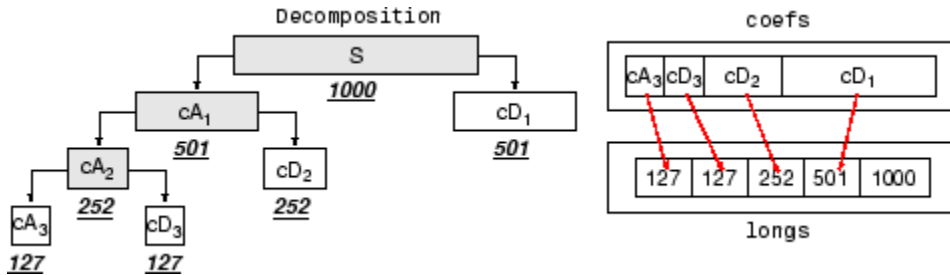 Decomposition
S
1000
cA₁
501
cD₁
501
cA₂
252
cD₂
252
cA₃
127
cD₃
127
coefs
cA₃ cD₃ cD₂ cD₁
127 127 252 501 1000
longs